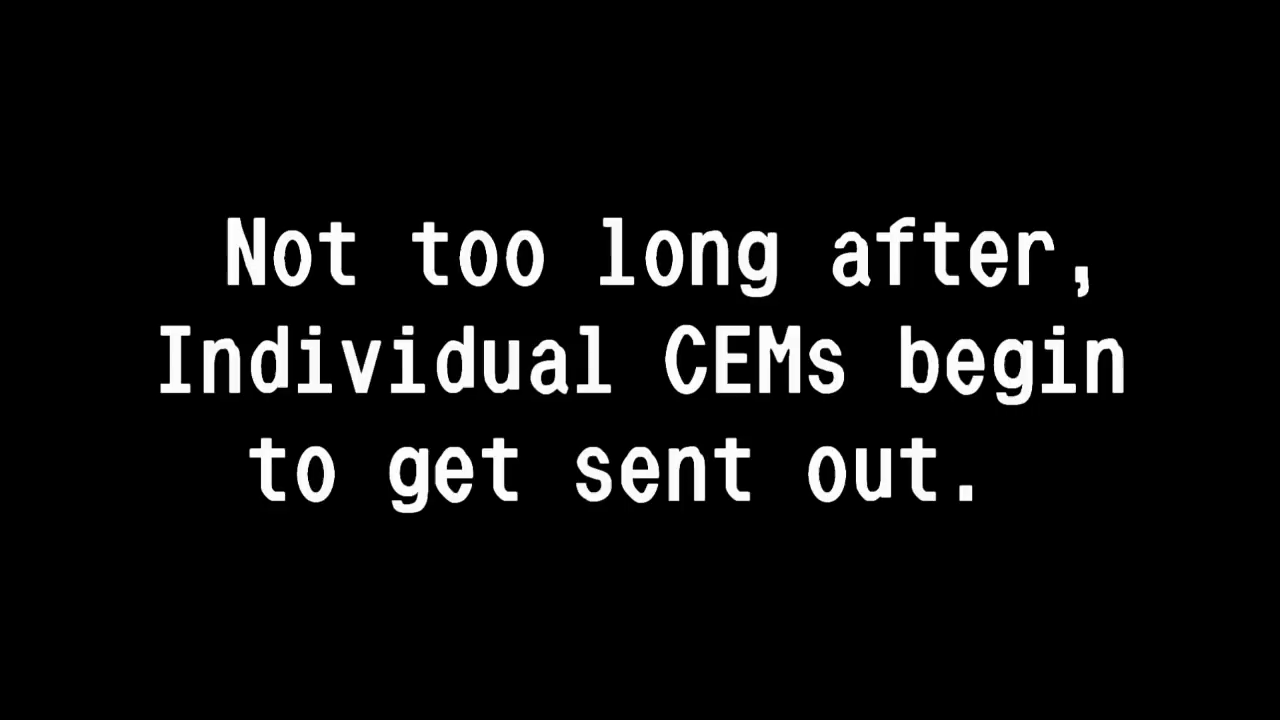 Not too long after,
Individual CEMs begin
to get sent out.